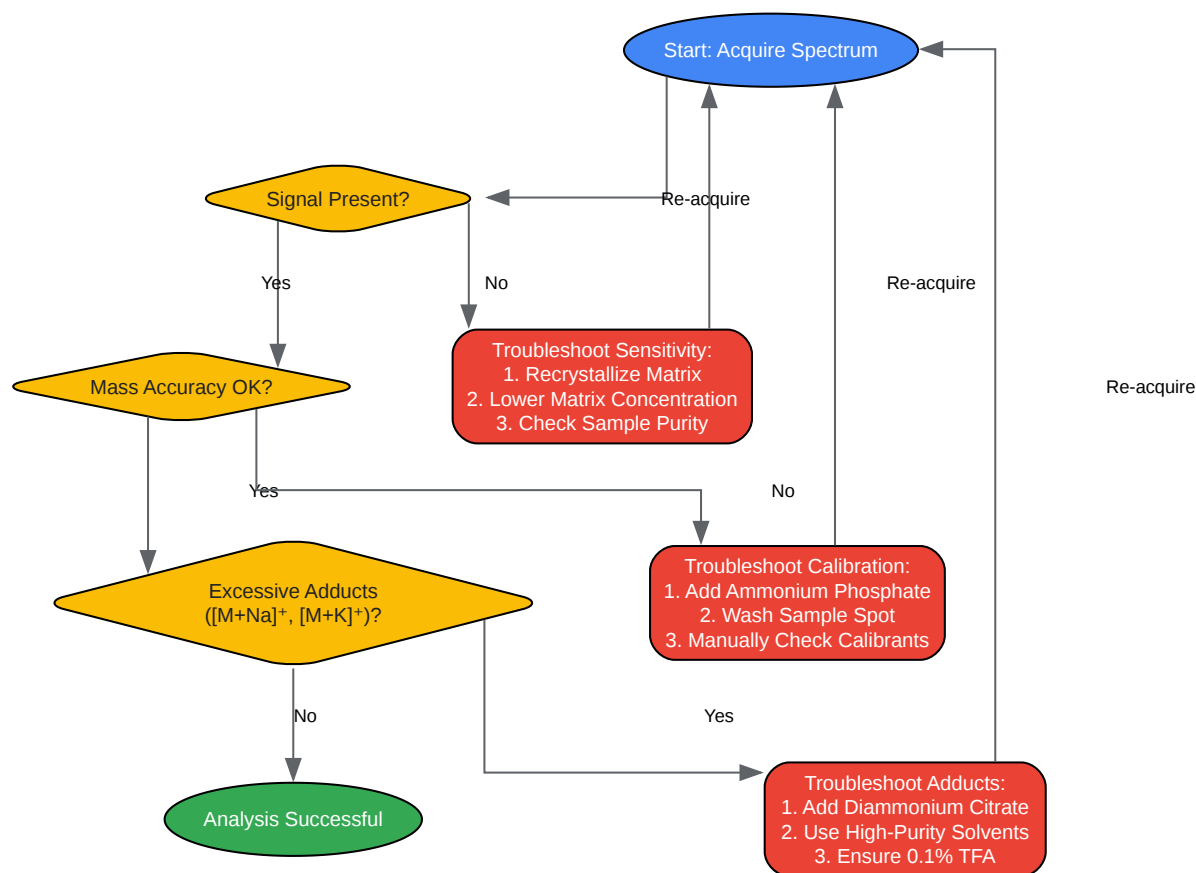 Start: Acquire Spectrum
Signal Present?
Re-acquire
Yes
No
Re-acquire
Troubleshoot Sensitivity:
1. Recrystallize Matrix
2. Lower Matrix Concentration
3. Check Sample Purity
Mass Accuracy OK?
Re-acquire
Yes
No
Troubleshoot Calibration:
1. Add Ammonium Phosphate
2. Wash Sample Spot
3. Manually Check Calibrants
Excessive Adducts
([M+Na]⁺, [M+K]⁺)?
No
Yes
Troubleshoot Adducts:
1. Add Diammonium Citrate
2. Use High-Purity Solvents
3. Ensure 0.1% TFA
Analysis Successful